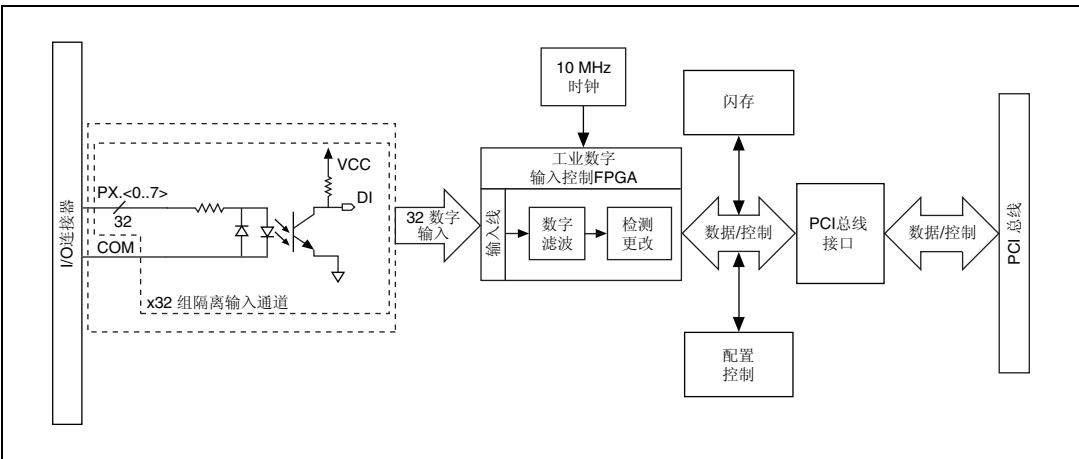 I/O连接器
PX.<0..7>
32
COM
VCC
DI
x32 组隔离输入通道
32 数字
输入
10 MHz
时钟
工业数字
输入控制FPGA
输入线
数字
滤波
检测
更改
闪存
数据/控制
配置
控制
PCI总线
接口
数据/控制
PCI 总线